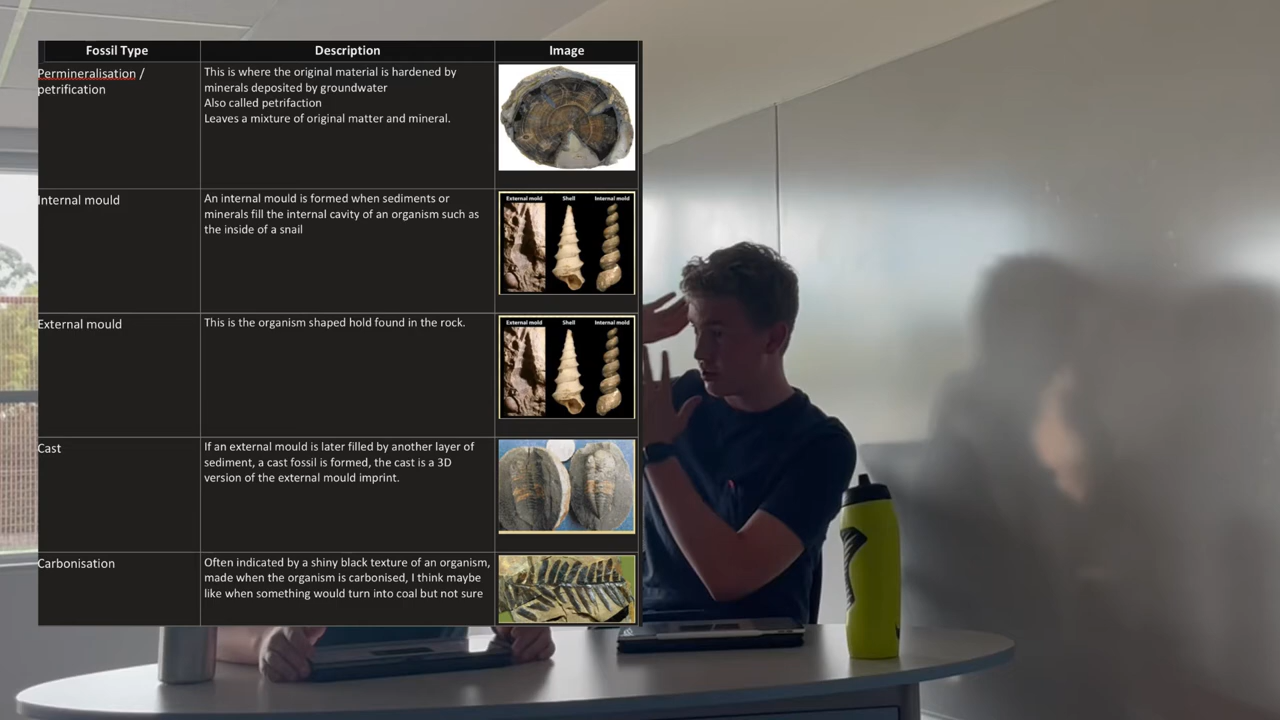 Fossil Type Description Image
Permineralisation /
petrification
This is where the original material is hardened by
minerals deposited by groundwater
Also called petrifaction
Leaves a mixture of original matter and mineral.
Internal mould
An internal mould is formed when sediments or
minerals fill the internal cavity of an organism such as
the inside of a snail
External mold Shell Internal mold
External mould
This is the organism shaped hold found in the rock.
External mold Shell Internal mold
Cast
If an external mould is later filled by another layer of
sediment, a cast fossil is formed, the cast is a 3D
version of the external mould imprint.
Carbonisation
Often indicated by a shiny black texture of an organism,
made when the organism is carbonised, I think maybe
like when something would turn into coal but not sure